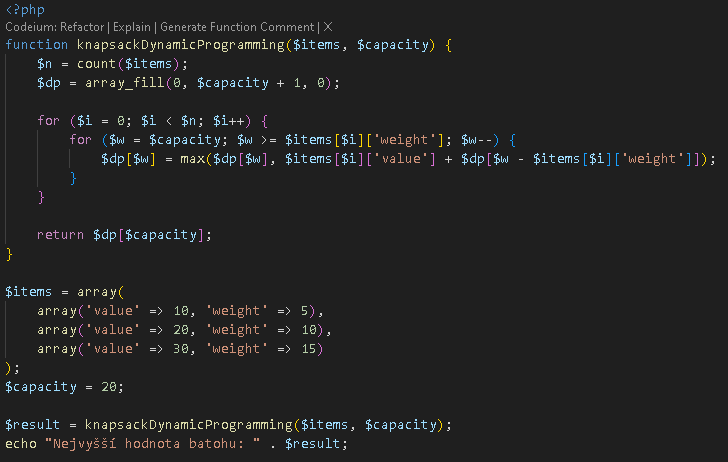 <?php
Codeium: Refactor | Explain | Generate Function Comment | X
function knapsackDynamicProgramming($items, $capacity) {
    $n = count($items);
    $dp = array_fill(0, $capacity + 1, 0);

    for ($i = 0; $i < $n; $i++) {
        for ($w = $capacity; $w >= $items[$i]['weight']; $w--) {
            $dp[$w] = max($dp[$w], $items[$i]['value'] + $dp[$w - $items[$i]['weight']]);
        }
    }

    return $dp[$capacity];
}

$items = array(
    array('value' => 10, 'weight' => 5),
    array('value' => 20, 'weight' => 10),
    array('value' => 30, 'weight' => 15)
);
$capacity = 20;

$result = knapsackDynamicProgramming($items, $capacity);
echo "Nejvyšší hodnota batohu: " . $result;